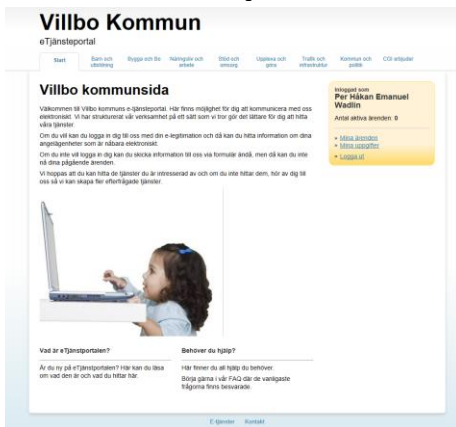 Villbo Kommun
eTjänsteportal
Start
Barn och
utbildning
Bygga och Bo
Näringsliv och
arbete
Stöd och
omsorg
Uppleva och
göra
Trafik och
infrastruktur
Kommun och
politik
CGI erbjuder
Villbo kommunsida
Välkommen till Villbo kommuns e-tjänsteportal. Här finns möjlighet för dig att kommunicera med oss
elektroniskt. Vi har strukturerat vår verksamhet på ett sätt som vi tror gör det lättare för dig att hitta
våra tjänster.
Om du vill kan du logga in dig till oss med din e-legitimation och då kan du hitta information om dina
angelägenheter som är nåbara elektroniskt.
Om du inte vill logga in dig kan du skicka information till oss via formulär ändå, men då kan du inte
nå dina pågående ärenden.
Vi hoppas att du kan hitta de tjänster du är intresserad av och om du inte hittar dem, hör av dig till
oss så vi kan skapa fler efterfrågade tjänster.
Inloggad som
Per Håkan Emanuel
Wadlin
Antal aktiva ärenden: 0
Mina ärenden
Mina uppgifter
Logga ut
Vad är eTjänstportalen?
Är du ny på eTjänstportalen? Här kan du läsa
om vad den är och vad du hittar här.
Behöver du hjälp?
Här finner du all hjälp du behöver.
Börja gärna i vår FAQ där de vanligaste
frågorna finns besvarade.
E-tjänster
Kontakt